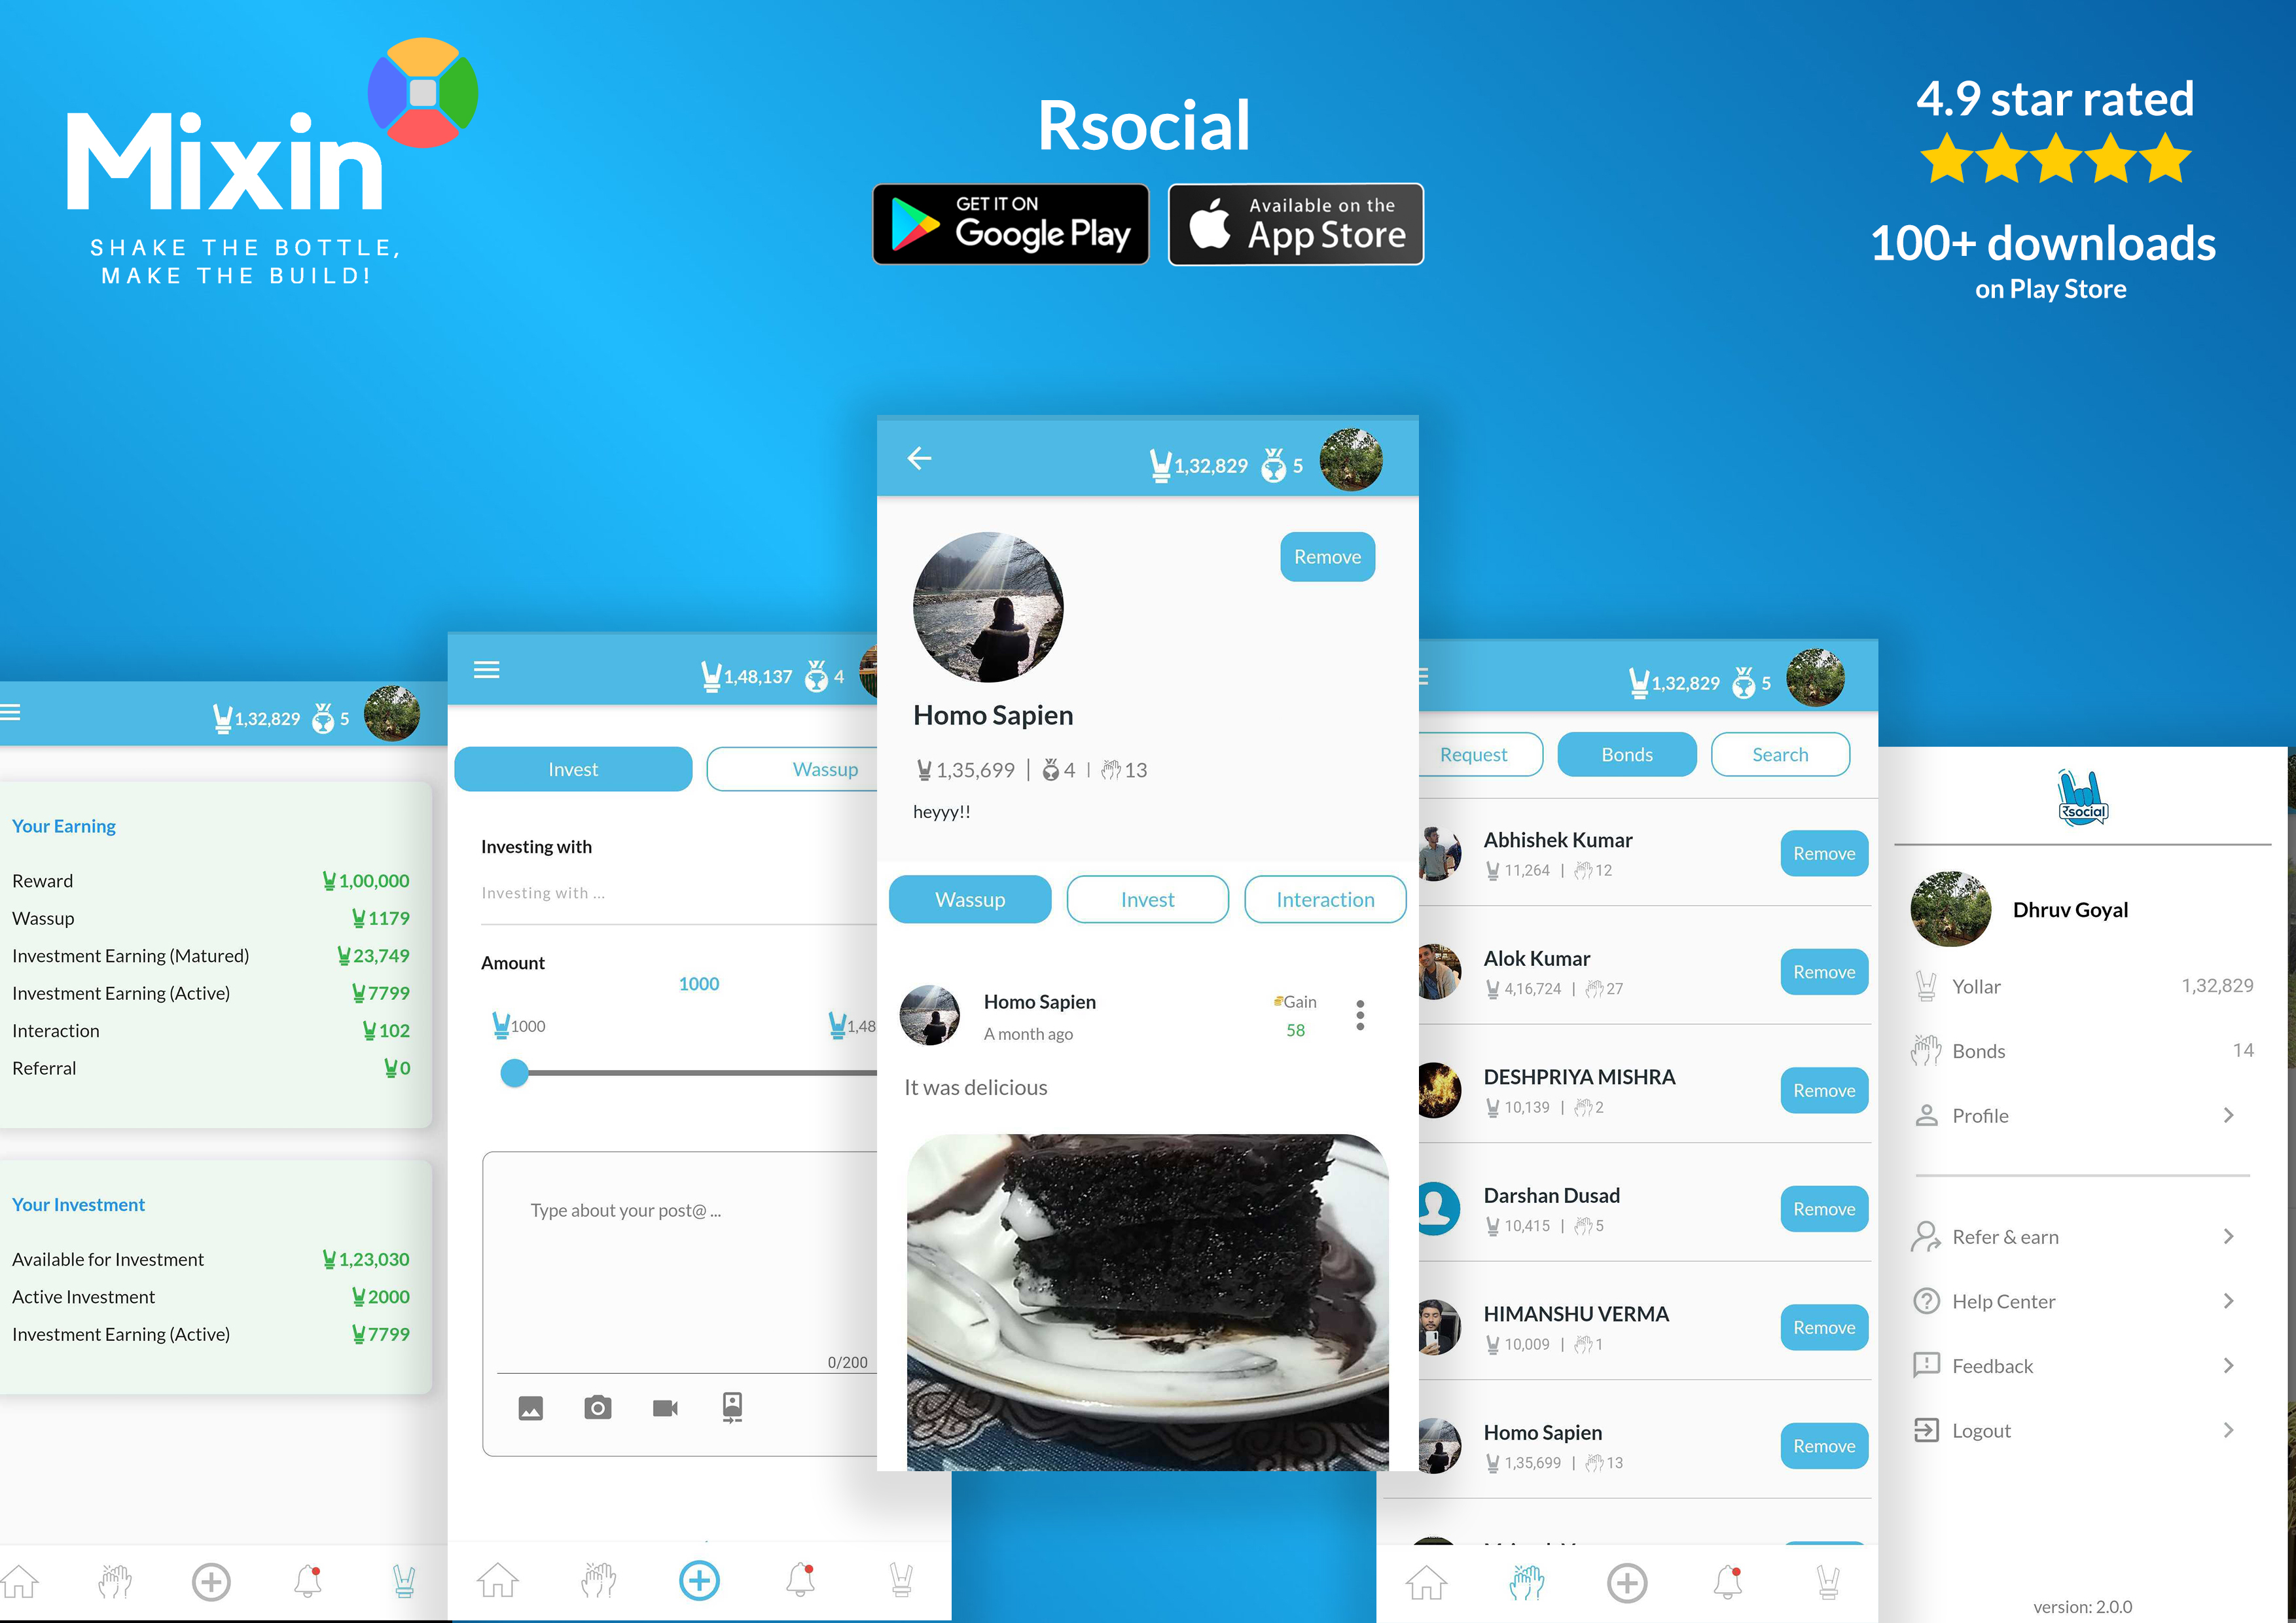 Mixin
SHAKE THE BOTTLE,
MAKE THE BUILD!
Rsocial
GET IT ON
Google Play
Available on the
App Store
4.9 star rated
100+ downloads
on Play Store
1,32,829 5
Your Earning
Reward 1,00,000
Wassup 1179
Investment Earning (Matured) 23,749
Investment Earning (Active) 7799
Interaction 102
Referral 0
Your Investment
Available for Investment 1,23,030
Active Investment 2000
Investment Earning (Active) 7799
1,48,137 4
Invest Wassup
Investing with
Investing with ...
Amount
1000
1000 1,48
Type about your post@ ...
0/200
1,32,829 5
Remove
Homo Sapien
1,35,699 | 4 | 13
heyyy!!
Wassup Invest Interaction
Homo Sapien Gain
A month ago 58
It was delicious
1,32,829 5
Request Bonds Search
Abhishek Kumar
11,264 | 12
Remove
Alok Kumar
4,16,724 | 27
Remove
DESHPRIYA MISHRA
10,139 | 2
Remove
Darshan Dusad
10,415 | 5
Remove
HIMANSHU VERMA
10,009 | 1
Remove
Homo Sapien
1,35,699 | 13
Remove
रsocial
Dhruv Goyal
Yollar 1,32,829
Bonds 14
Profile
Refer & earn
Help Center
Feedback
Logout
version: 2.0.0